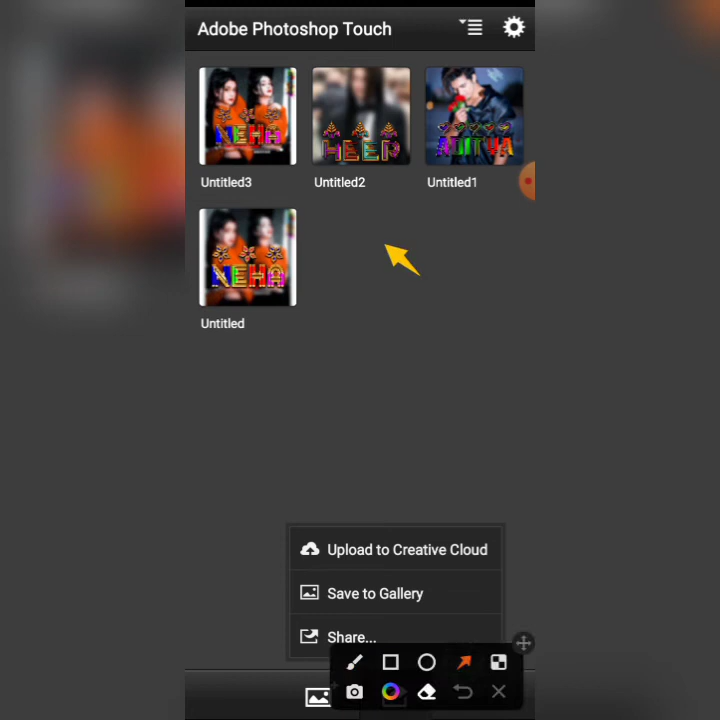 Adobe Photoshop Touch
NEHA
HEER
ADITYA
Untitled3
Untitled2
Untitled1
NEHA
Untitled
Upload to Creative Cloud
Save to Gallery
Share...